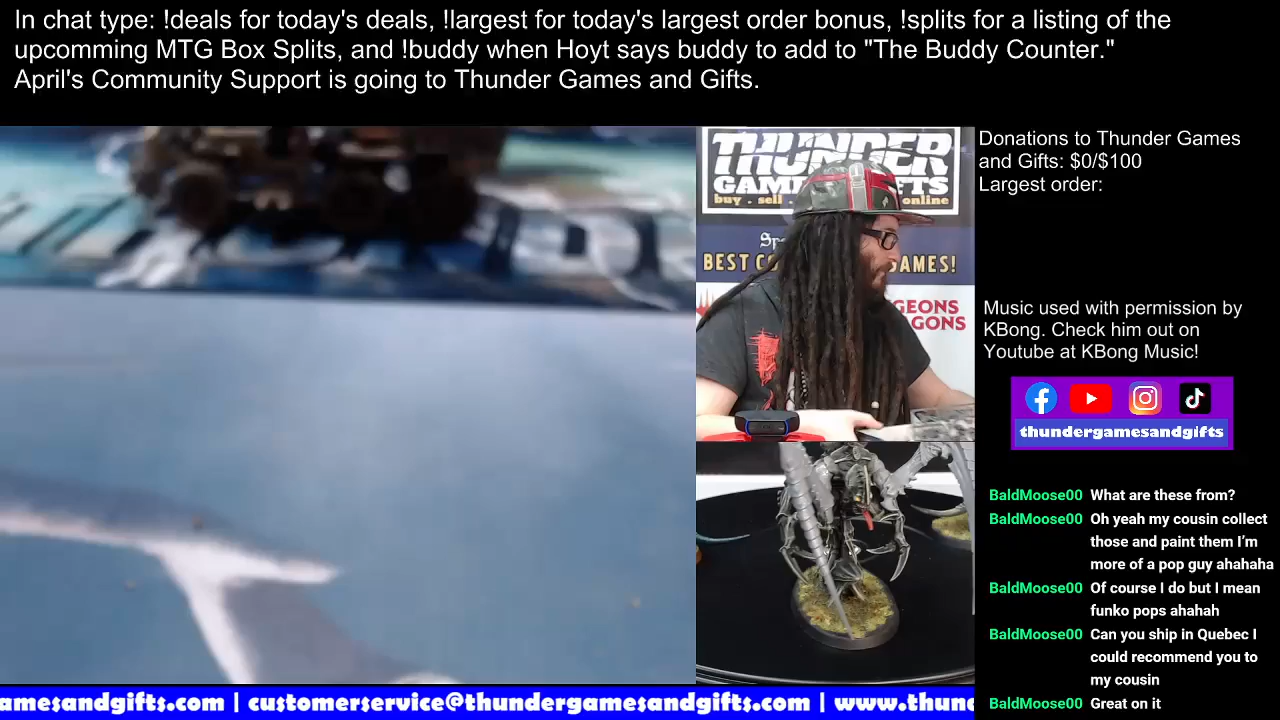 In chat type: !deals for today's deals, !largest for today's largest order bonus, !splits for a listing of the
upcomming MTG Box Splits, and !buddy when Hoyt says buddy to add to "The Buddy Counter."
April's Community Support is going to Thunder Games and Gifts.
THUNDER
buy . sell
online
BEST
GAMES!
Donations to Thunder Games
and Gifts: $0/$100
Largest order:
Music used with permission by
KBong. Check him out on
Youtube at KBong Music!
thundergamesandgifts
BaldMoose00 What are these from?
BaldMoose00 Oh yeah my cousin collect
those and paint them I'm
more of a pop guy ahahaha
BaldMoose00 Of course I do but I mean
funko pops ahahah
BaldMoose00 Can you ship in Quebec I
could recommend you to
my cousin
BaldMoose00 Great on it
amesandgifts.com | customerservice@thundergamesandgifts.com | www.thund